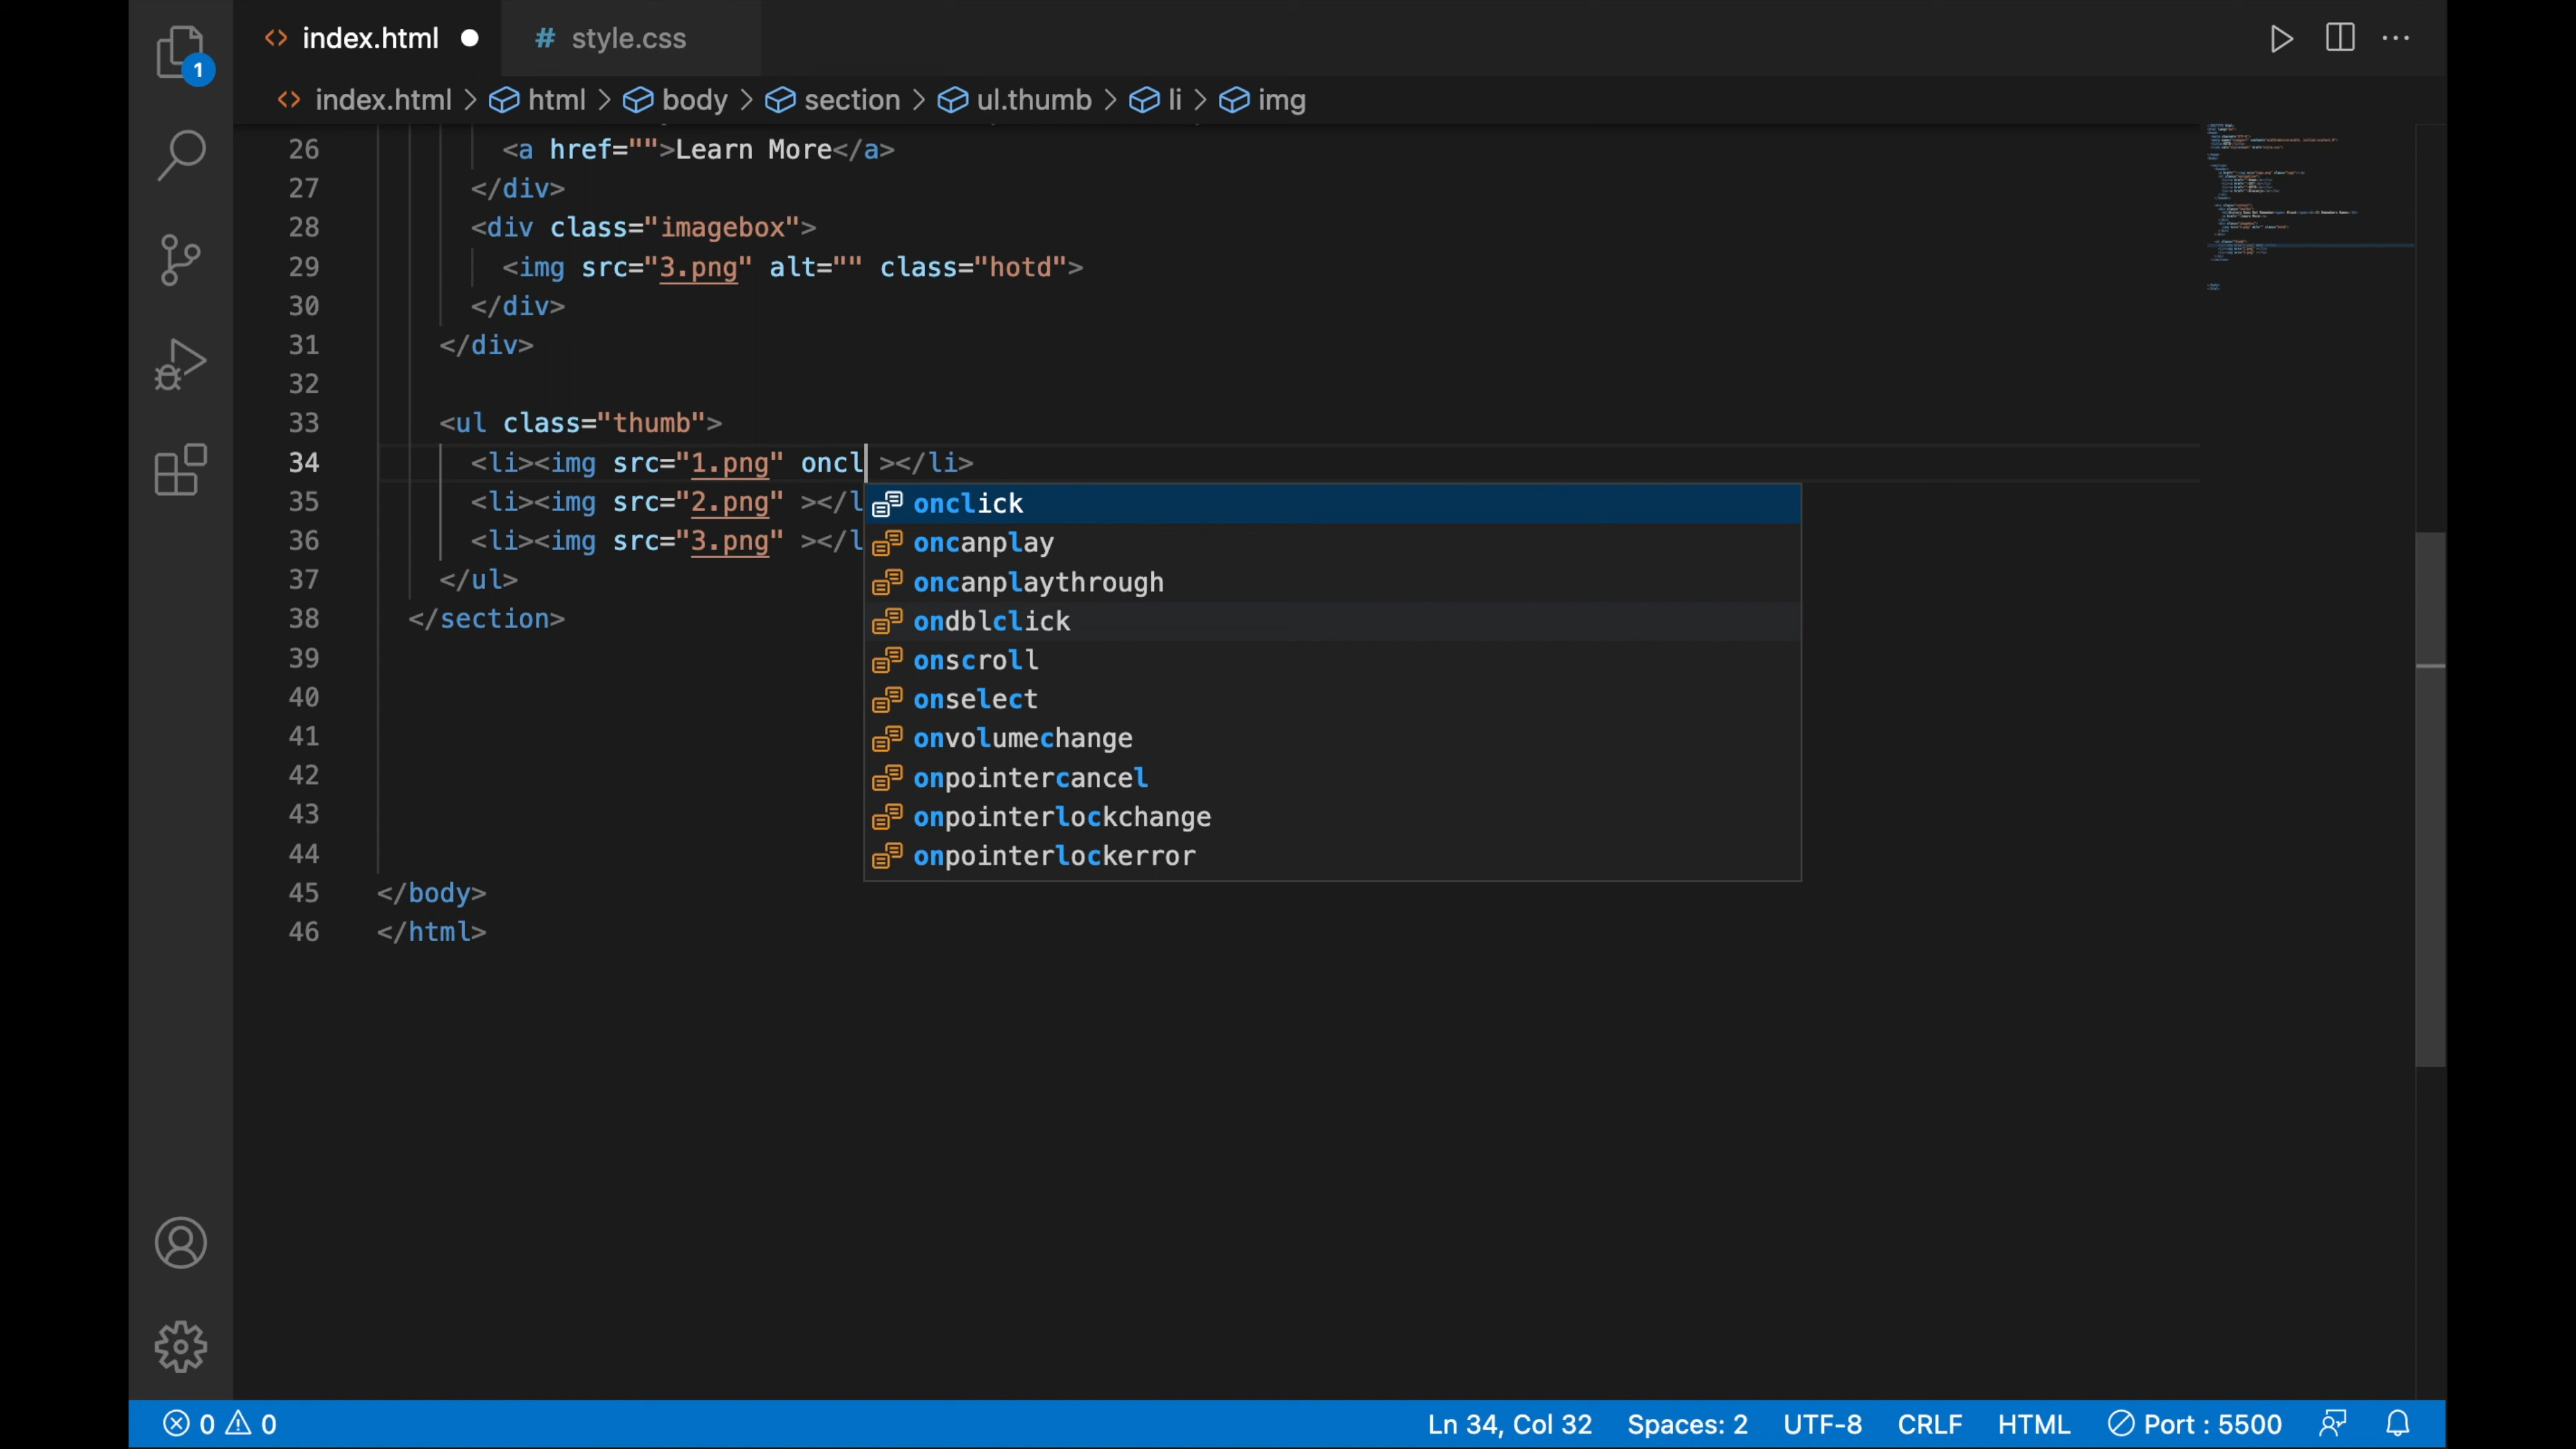 index.html
# style.css
1
index.html > html > body > section > ul.thumb > li > img
26 <a href="">Learn More</a>
27 </div>
28 <div class="imagebox">
29 <img src="3.png" alt="" class="hotd">
30 </div>
31 </div>
32
33 <ul class="thumb">
34 <li><img src="1.png" oncl ></li>
35 <li><img src="2.png" ></l
36 <li><img src="3.png" ></l
37 </ul>
38 </section>
39
40
41
42
43
44
45 </body>
46 </html>
onclick
oncanplay
oncanplaythrough
ondblclick
onscroll
onselect
onvolumechange
onpointercancel
onpointerlockchange
onpointerlockerror
0 0 Ln 34, Col 32 Spaces: 2 UTF-8 CRLF HTML Port : 5500